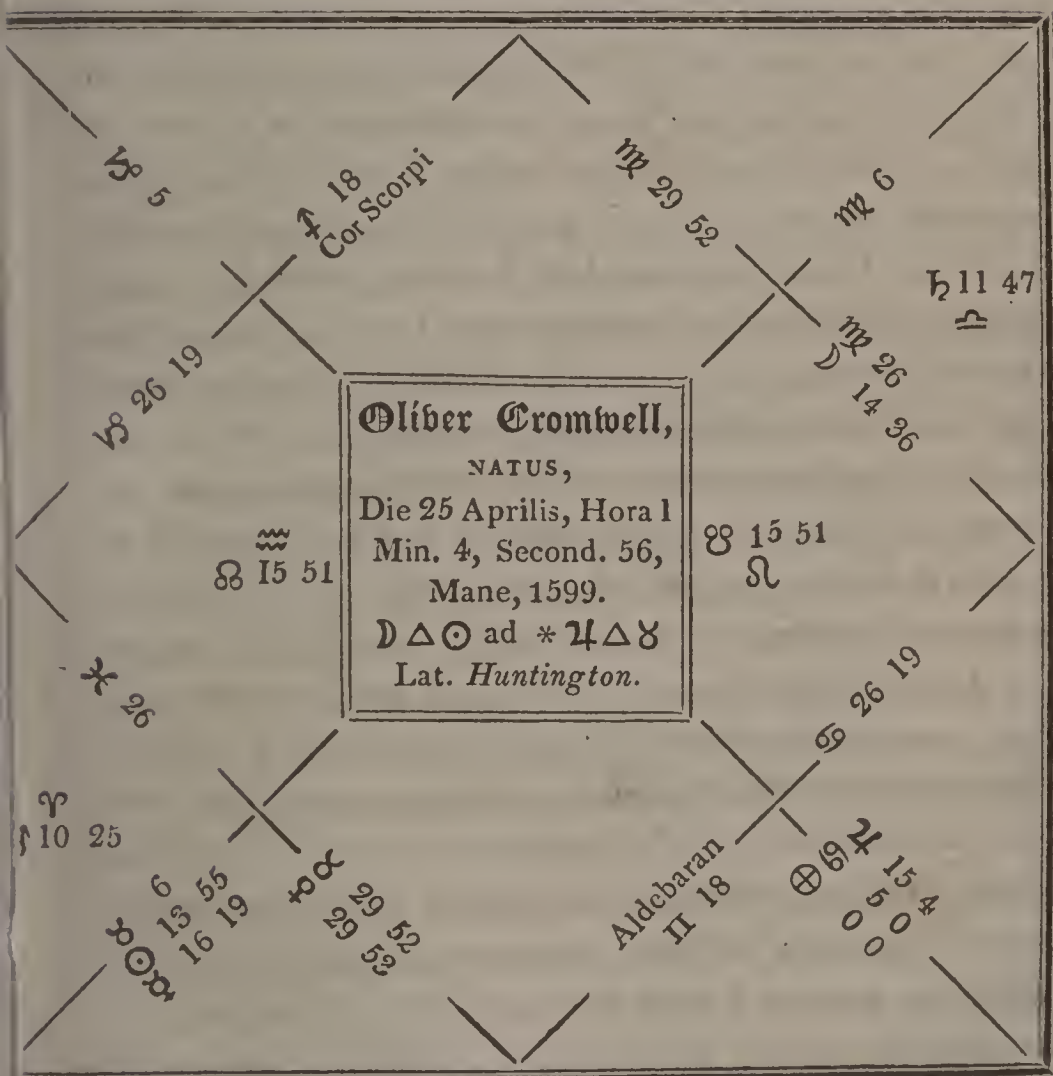 ♑ 5
♐ 18
Cor Scorpi
♍ 29 52
♍ 6
♄ 11 47
♎
♍ 26
☽ 14 36
♑ 26 19
♒
☊ 15 51
Oliver Cromwell,
NATUS,
Die 25 Aprilis, Hora 1
Min. 4, Second. 56,
Mane, 1599.
☽ △ ☉ ad ⚹ ♃ △ ♉
Lat. Huntington.
☋ 15 51
♌
♓ 26
♈
10 25
6
♉ 13 55
☉ 16 19
☿
♀ ♉ 29 52
29 53
♋ 26 19
Aldebaran
♊ 18
⊕ ♋ ♃ 15 4
5 0
0 0